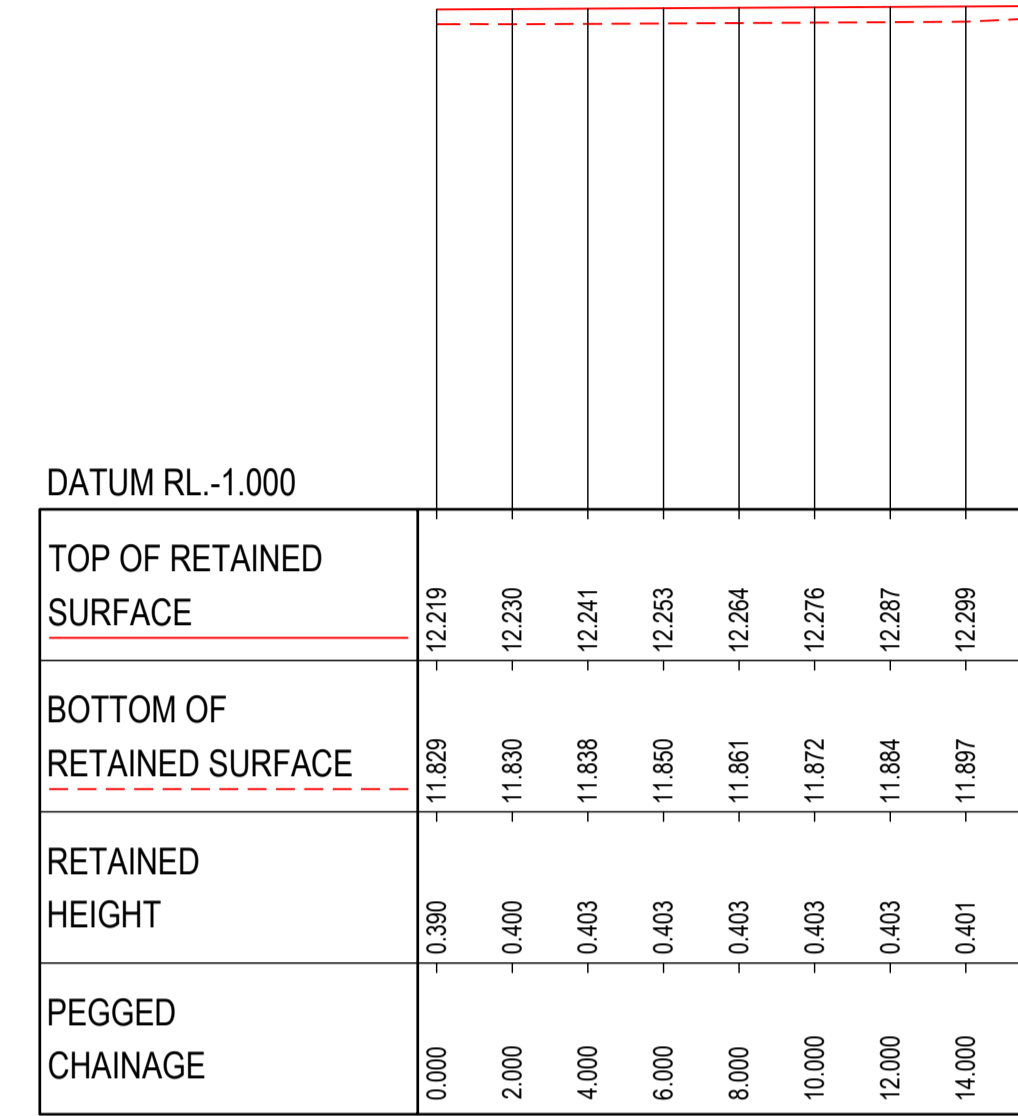 DATUM RL.-1.000
TOP OF RETAINED
SURFACE
12.219 12.230 12.241 12.253 12.264 12.276 12.287 12.299
BOTTOM OF
RETAINED SURFACE
11.829 11.830 11.838 11.850 11.861 11.872 11.884 11.897
RETAINED
HEIGHT
0.390 0.400 0.403 0.403 0.403 0.403 0.403 0.401
PEGGED
CHAINAGE
0.000 2.000 4.000 6.000 8.000 10.000 12.000 14.000